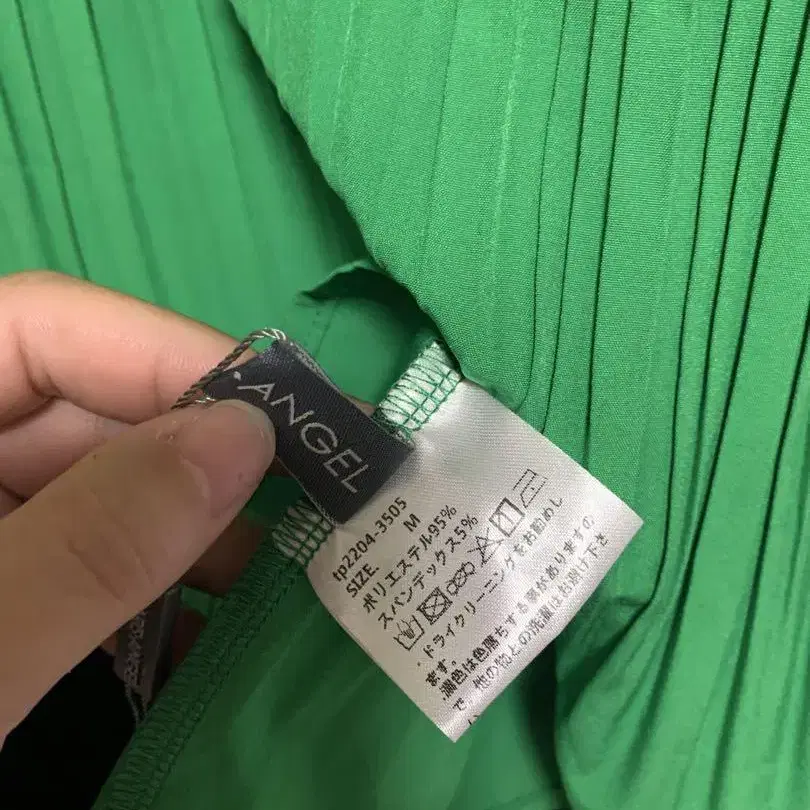 ANGEL
tp2204-3505
SIZE M
ポリエステル95%
スパンデックス5%
・ドライクリーニングをお勧めし
ます。
濃色は色落ちする事がありますの
で、他の物との洗濯はお避け下さ